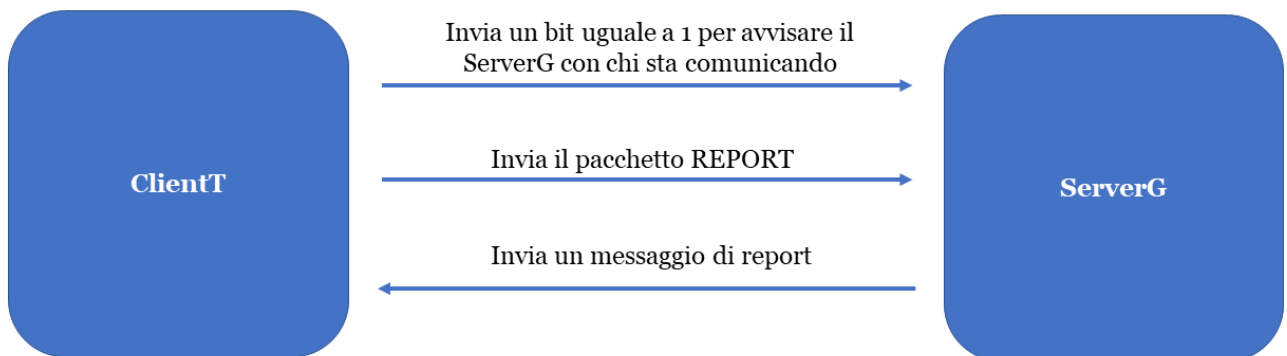 Invia un bit uguale a 1 per avvisare il
ServerG con chi sta comunicando
Invia il pacchetto REPORT
ClientT
ServerG
Invia un messaggio di report